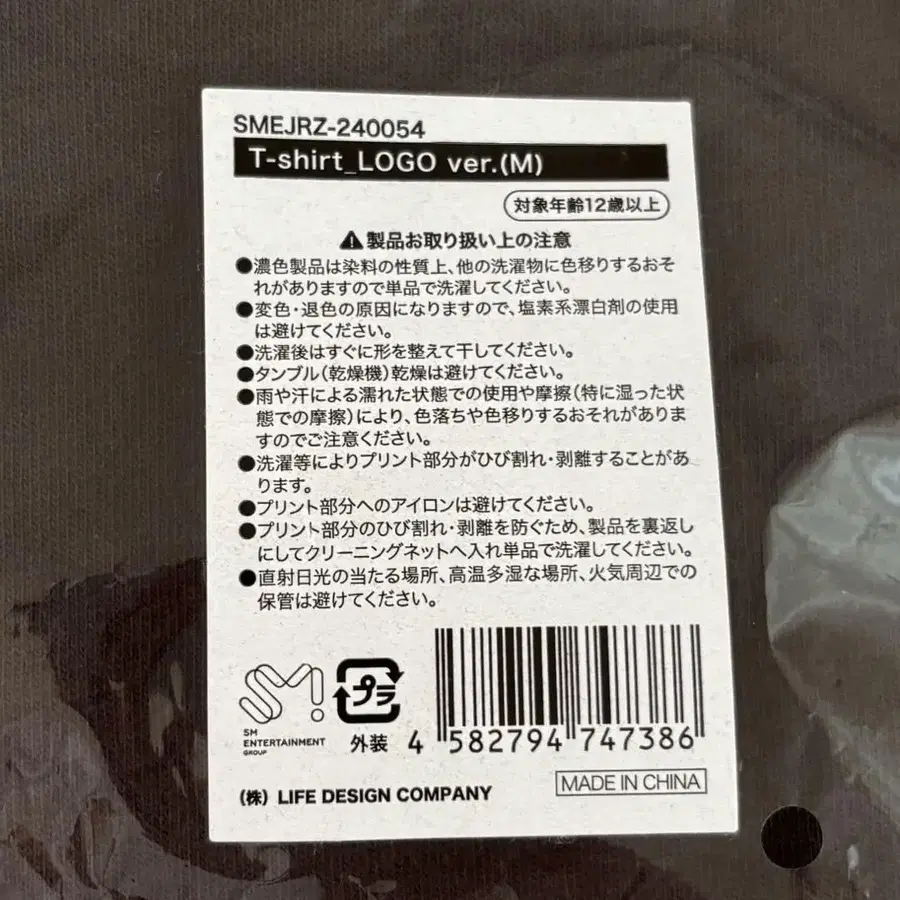 SMEJRZ-240054
T-shirt_LOGO ver.(M)
対象年齢12歳以上
⚠製品お取り扱い上の注意
●濃色製品は染料の性質上、他の洗濯物に色移りするおそ
れがありますので単品で洗濯してください。
●変色・退色の原因になりますので、塩素系漂白剤の使用
は避けてください。
●洗濯後はすぐに形を整えて干してください。
●タンブル(乾燥機)乾燥は避けてください。
●雨や汗による濡れた状態での使用や摩擦(特に湿った状
態での摩擦)により、色落ちや色移りするおそれがありま
すのでご注意ください。
●洗濯等によりプリント部分がひび割れ・剥離することがあ
ります。
●プリント部分へのアイロンは避けてください。
●プリント部分のひび割れ・剥離を防ぐため、製品を裏返し
にしてクリーニングネットへ入れ単品で洗濯してください。
●直射日光の当たる場所、高温多湿な場所、火気周辺での
保管は避けてください。
SM!
SM
ENTERTAINMENT
GROUP
プラ
外装
4 582794 747386
(株) LIFE DESIGN COMPANY
MADE IN CHINA